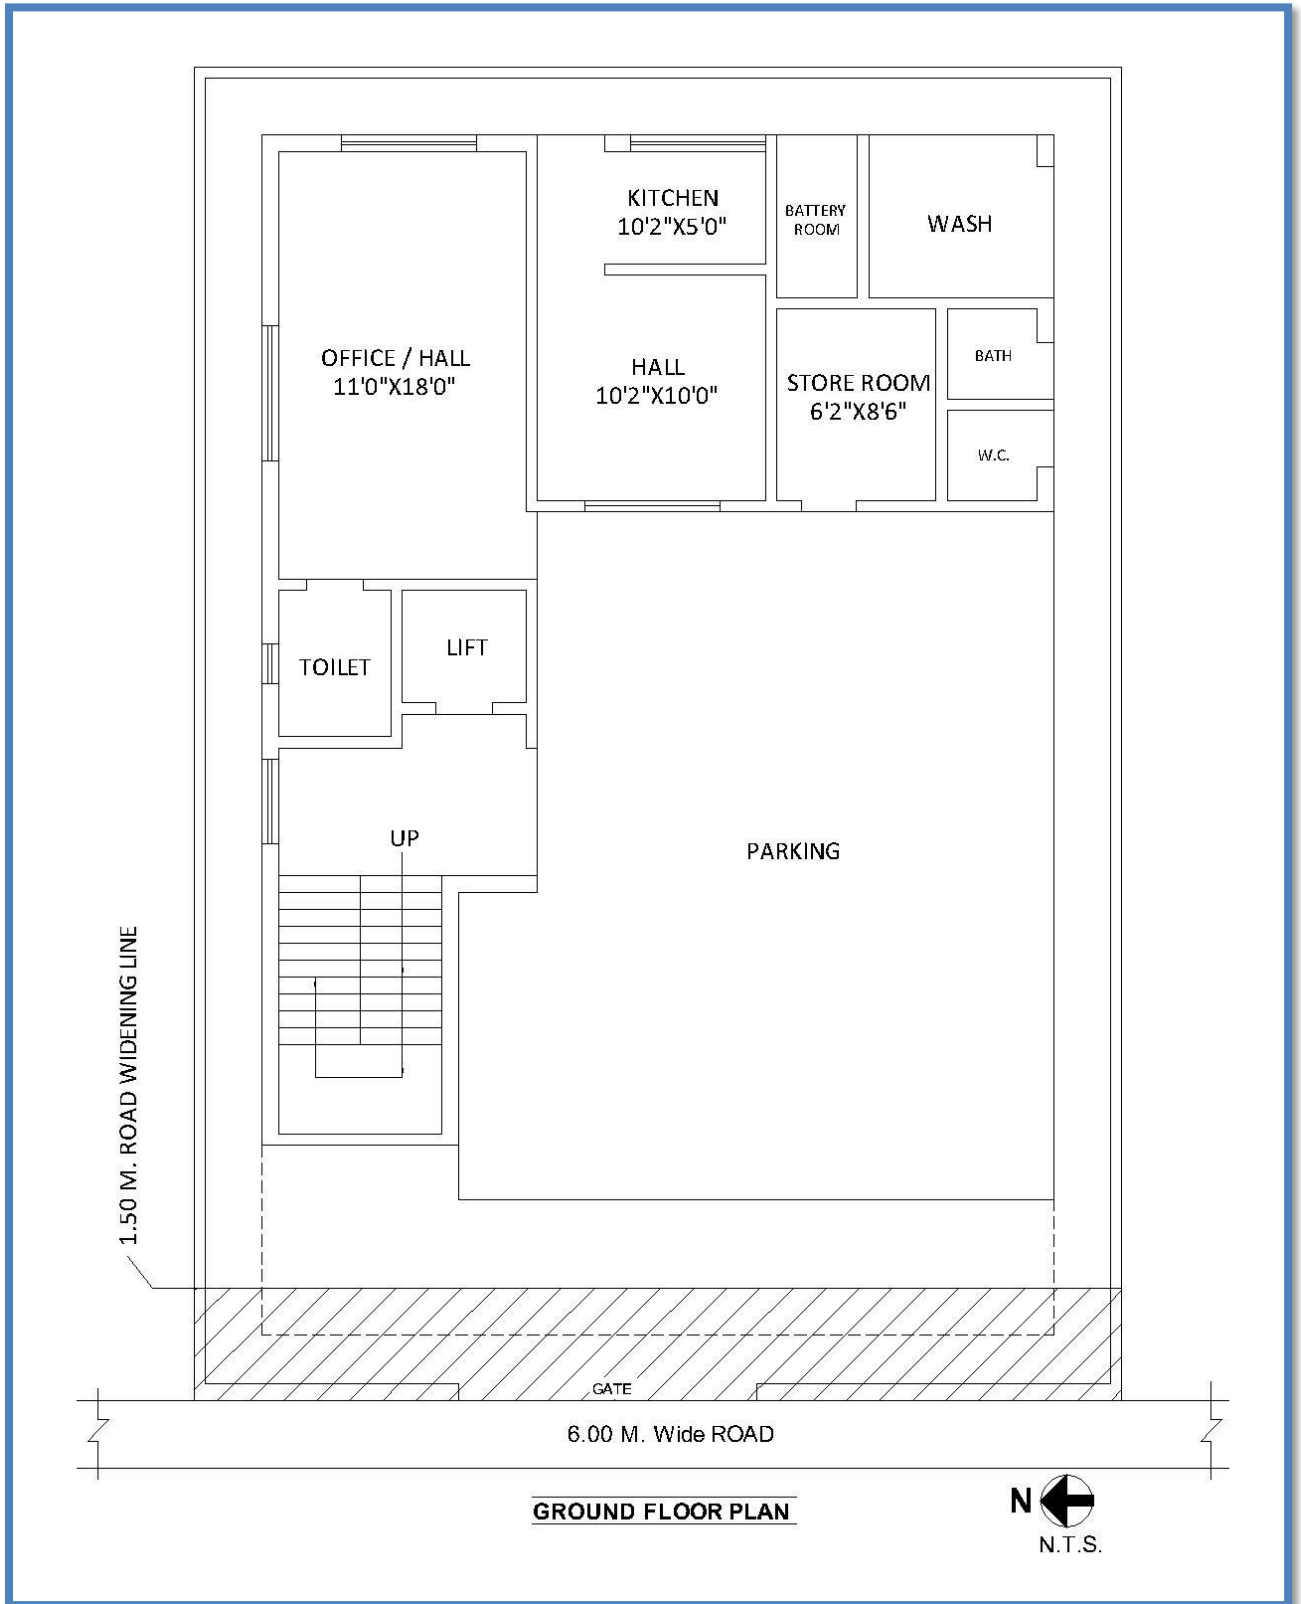 KITCHEN
10'2"X5'0"
BATTERY
ROOM
WASH
OFFICE / HALL
11'0"X18'0"
HALL
10'2"X10'0"
STORE ROOM
6'2"X8'6"
BATH
W.C.
TOILET
LIFT
UP
PARKING
1.50 M. ROAD WIDENING LINE
GATE
6.00 M. Wide ROAD
GROUND FLOOR PLAN
N
N.T.S.